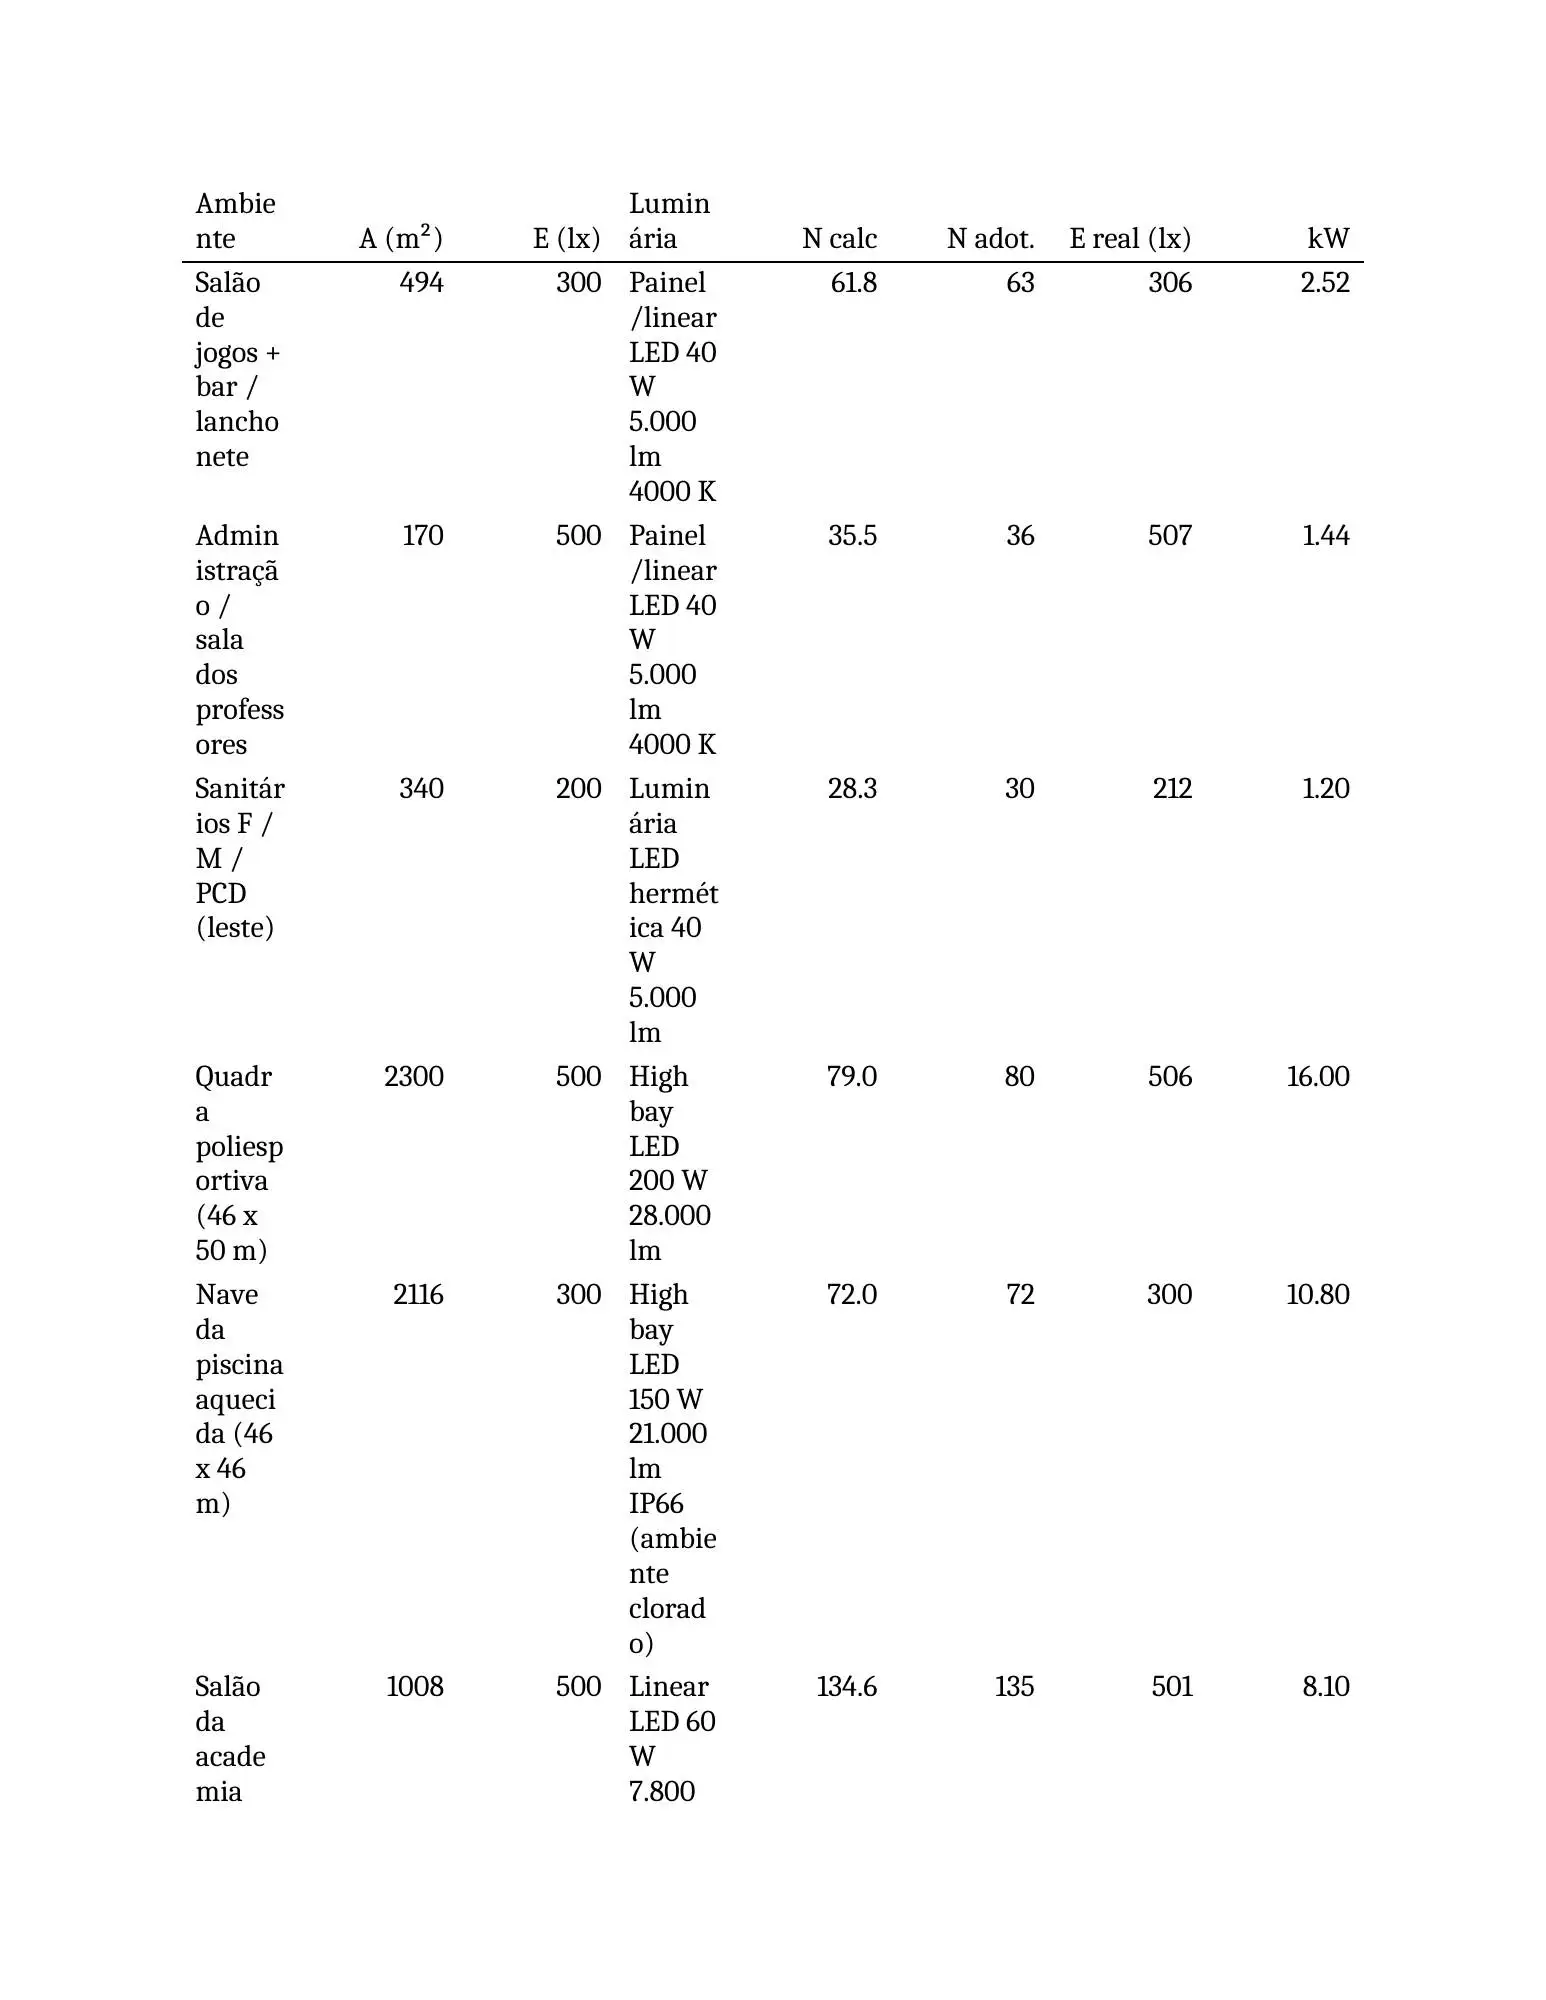 Ambie Lumin
nte A (m²) E (lx) ária N calc N adot. E real (lx) kW
Salão 494 300 Painel 61.8 63 306 2.52
de /linear
jogos + LED 40
bar / W
lancho 5.000
nete lm
4000 K
Admin 170 500 Painel 35.5 36 507 1.44
istraçã /linear
o / LED 40
sala W
dos 5.000
profess lm
ores 4000 K
Sanitár 340 200 Lumin 28.3 30 212 1.20
ios F / ária
M / LED
PCD hermét
(leste) ica 40
W
5.000
lm
Quadr 2300 500 High 79.0 80 506 16.00
a bay
poliesp LED
ortiva 200 W
(46 x 28.000
50 m) lm
Nave 2116 300 High 72.0 72 300 10.80
da bay
piscina LED
aqueci 150 W
da (46 21.000
x 46 lm
m) IP66
(ambie
nte
clorad
o)
Salão 1008 500 Linear 134.6 135 501 8.10
da LED 60
acade W
mia 7.800